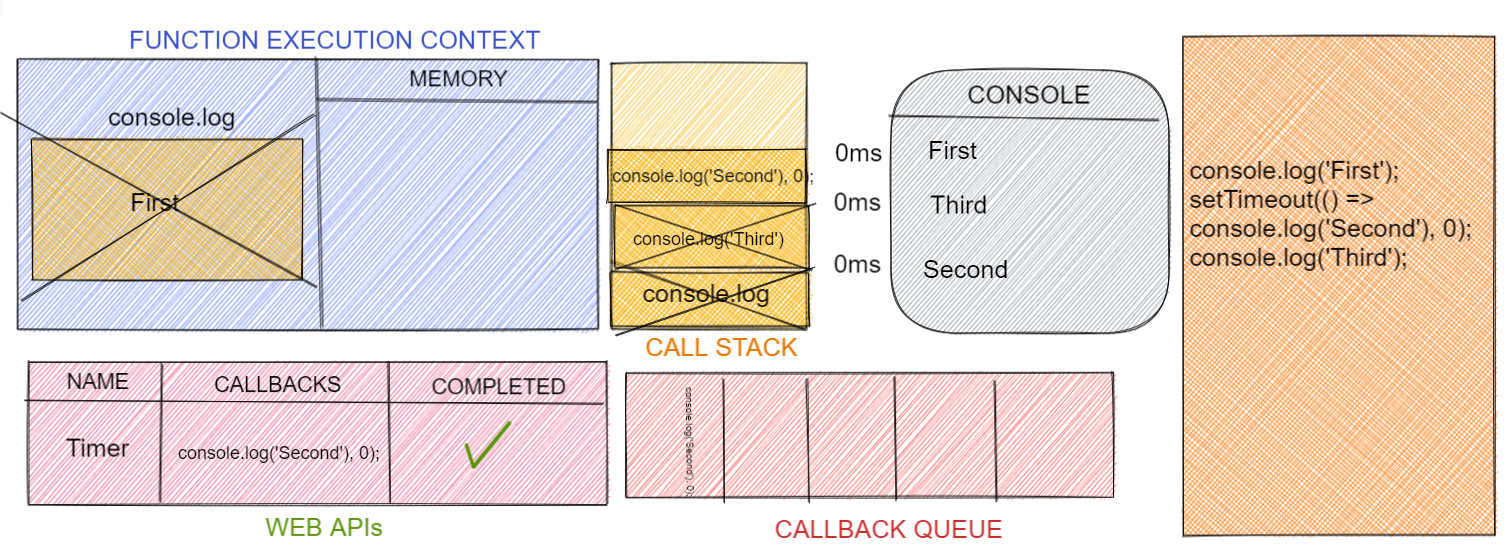 FUNCTION EXECUTION CONTEXT
MEMORY
console.log
First
console.log('Second'), 0);
console.log('Third')
console.log
CALL STACK
0ms
0ms
0ms
CONSOLE
First
Third
Second
console.log('First');
setTimeout(() =>
console.log('Second'), 0);
console.log('Third');
NAME
CALLBACKS
COMPLETED
Timer
console.log('Second'), 0);
WEB APIs
console.log('Second'), 0);
CALLBACK QUEUE